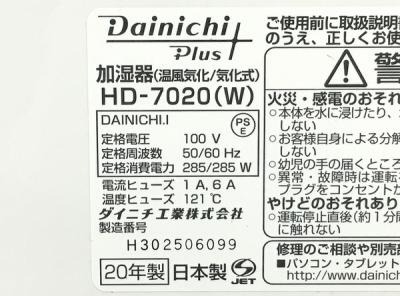 Dainichi
Plus
加湿器(温風気化/気化式)
HD-7020(W)
DAINICHI.I
PS
E
定格電圧 100 V
定格周波数 50/60 Hz
定格消費電力 285/285 W
電流ヒューズ 1 A, 6 A
温度ヒューズ 121℃
ダイニチ工業株式会社
製造番号
H302506099
20年製 日本製 S JET
ご使用前に取扱説明
のうえ、正しくお使
警
火災・感電のおそれ
○本体を水に浸けたり、
しない
○お客様自身による分解
しない
○幼児の手の届くところ
○異常・故障時は運転を
プラグをコンセントか
やけどのおそれあり
○運転停止直後(約1分間
に触れない
修理のご相談や別売部
■パソコン・タブレット
http://www.dainich